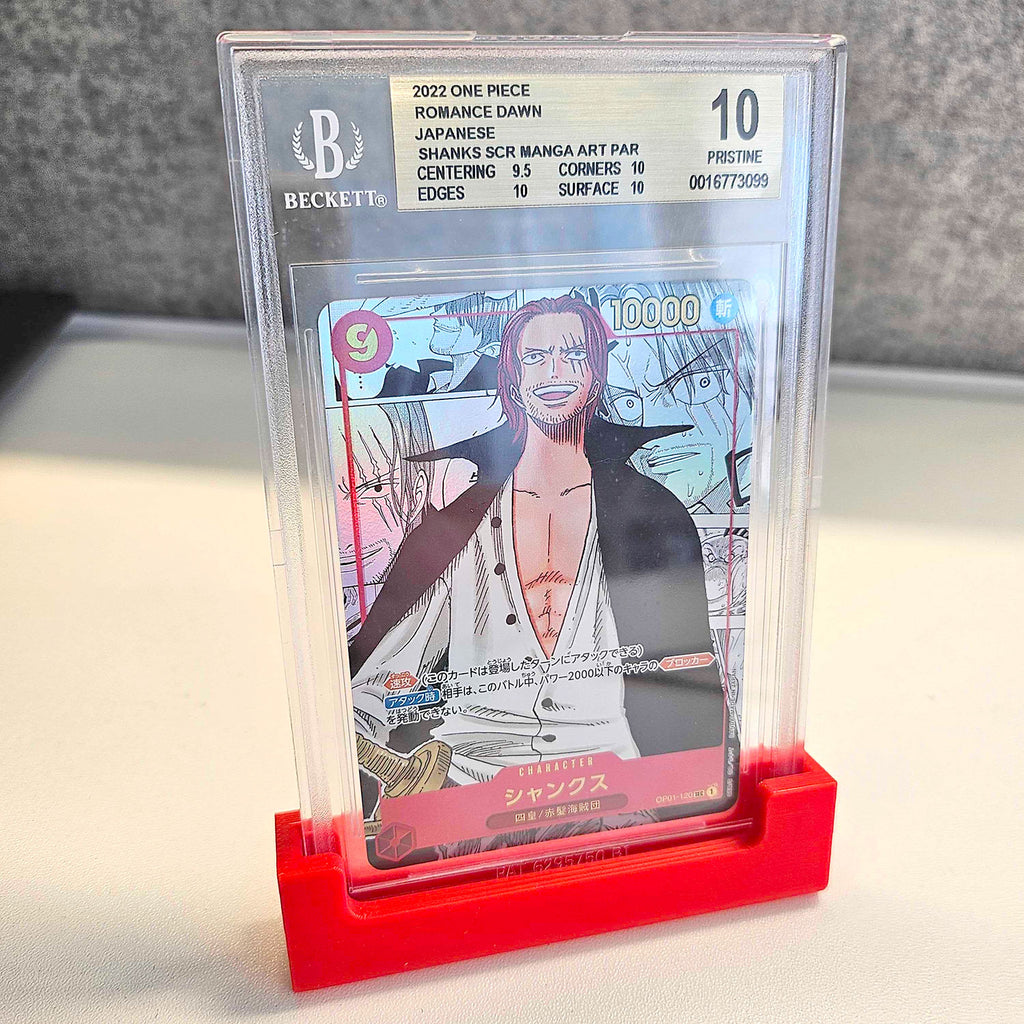 2022 ONE PIECE
ROMANCE DAWN
JAPANESE
SHANKS SCR MANGA ART PAR
CENTERING 9.5 CORNERS 10
EDGES 10 SURFACE 10
10
PRISTINE
0016773099
B
BECKETT®
9
10000
斬
速攻 (このカードは登場したターンにアタックできる)
アタック時 相手は、このバトル中、パワー2000以下のキャラの ブロッカー
を発動できない。
CHARACTER
シャンクス
四皇/赤髪海賊団
OP01-120 SEC 1
PAT. 6295750 B1